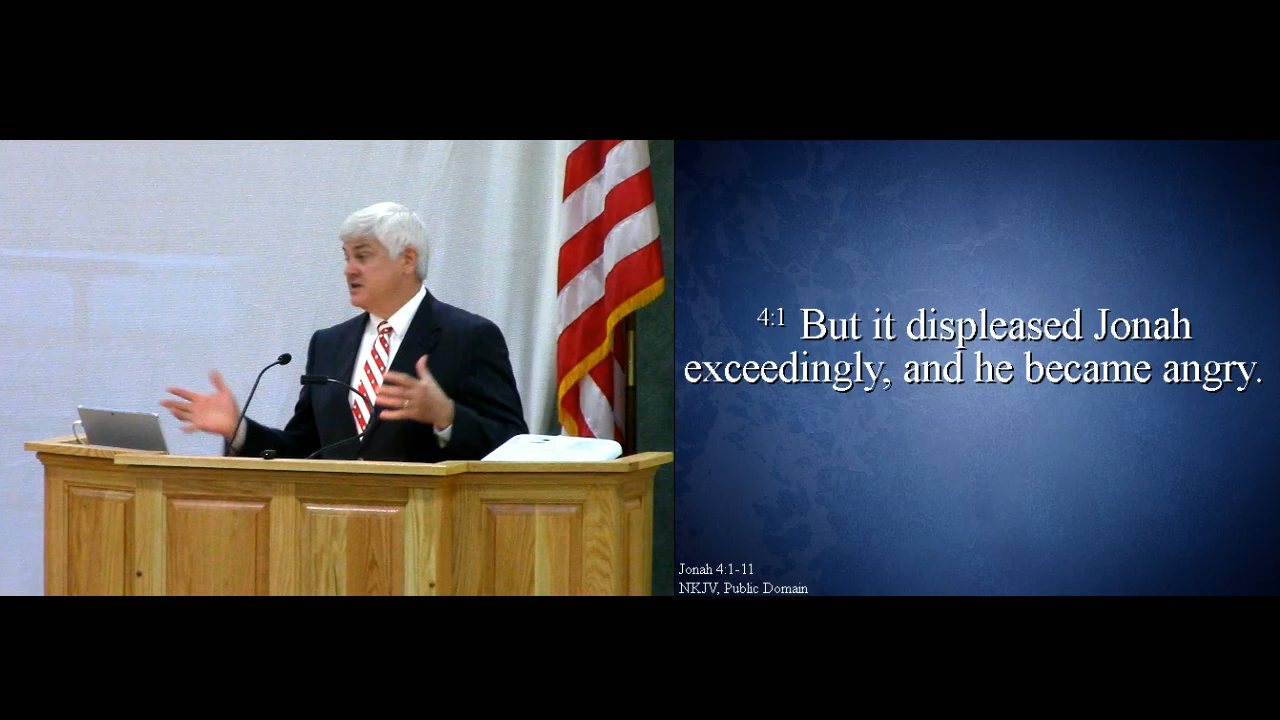 4:1 But it displeased Jonah
exceedingly, and he became angry.
Jonah 4:1-11
NKJV, Public Domain